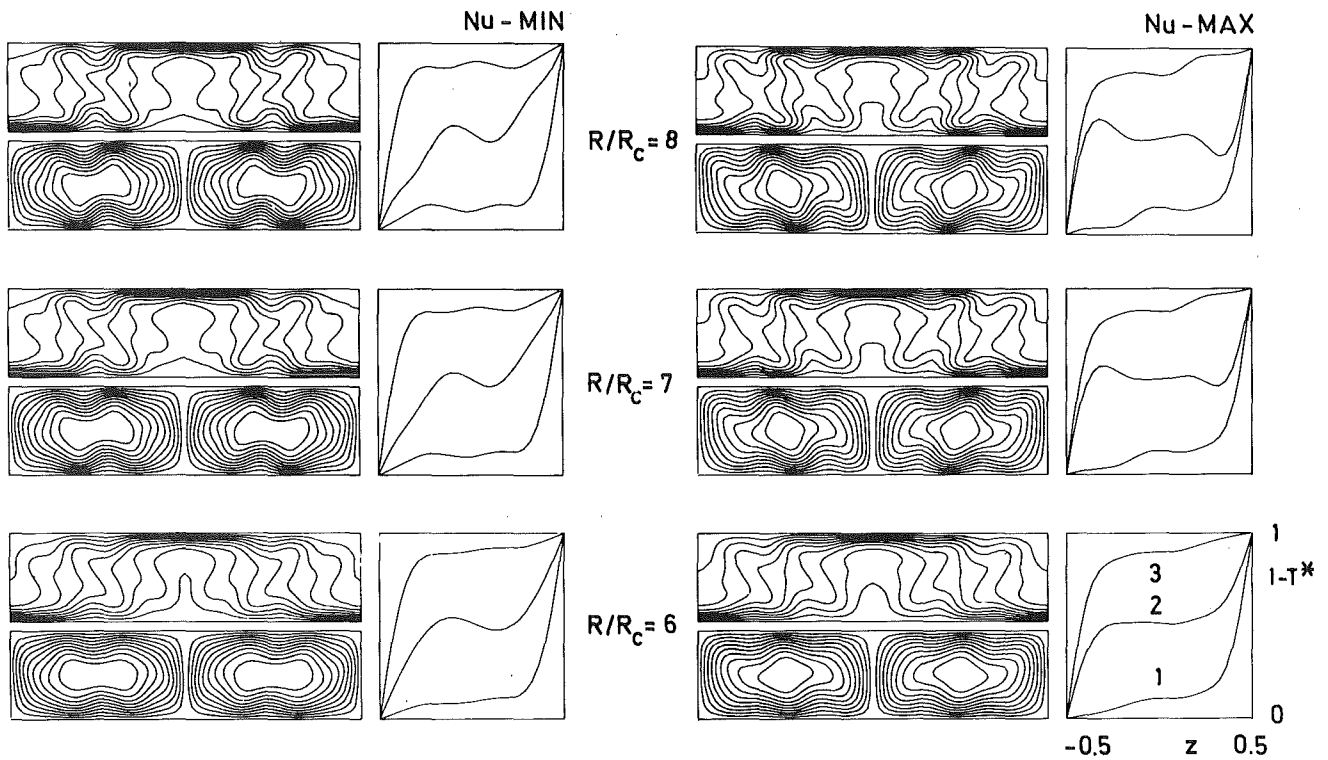 Nu-MIN
Nu-MAX
R/Rc = 8
R/Rc = 7
R/Rc = 6
1
1-T*
3
2
1
0
-0.5 z 0.5